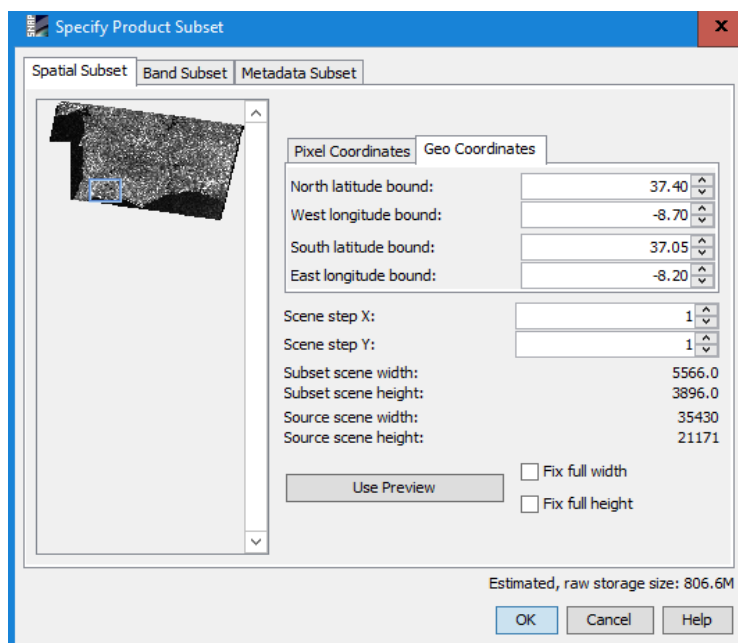 SNAP
Specify Product Subset
x
Spatial Subset Band Subset Metadata Subset
Pixel Coordinates Geo Coordinates
North latitude bound: 37.40
West longitude bound: -8.70
South latitude bound: 37.05
East longitude bound: -8.20
Scene step X: 1
Scene step Y: 1
Subset scene width: 5566.0
Subset scene height: 3896.0
Source scene width: 35430
Source scene height: 21171
Use Preview
Fix full width
Fix full height
Estimated, raw storage size: 806.6M
OK Cancel Help